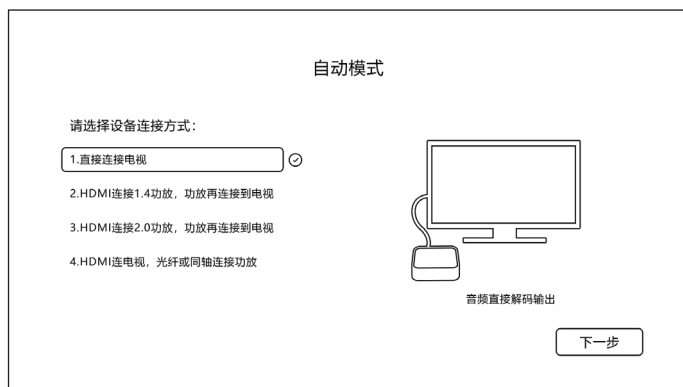 自动模式
请选择设备连接方式：
1.直接连接电视
2.HDMI连接1.4功放，功放再连接到电视
3.HDMI连接2.0功放，功放再连接到电视
4.HDMI连电视，光纤或同轴连接功放
音频直接解码输出
下一步